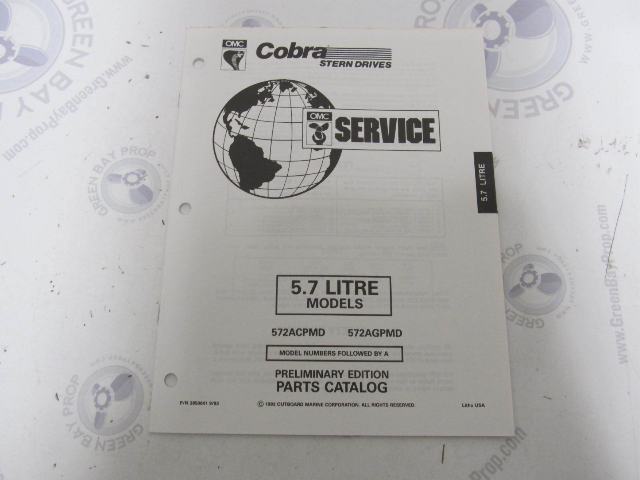 OMC
Cobra
STERN DRIVES
OMC
SERVICE
5.7 LITRE
5.7 LITRE
MODELS
572ACPMD 572AGPMD
MODEL NUMBERS FOLLOWED BY A
PRELIMINARY EDITION
PARTS CATALOG
P/N
OUTBOARD MARINE CORPORATION. ALL RIGHTS RESERVED.
Litho USA
GREEN BAY PROP
www.GreenBayProp.com